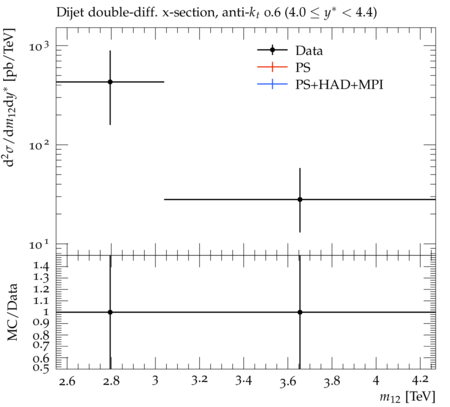 Dijet double-diff. x-section, anti-kₜ 0.6 (4.0 ≤ y* < 4.4)
d²σ/dm₁₂dy* [pb/TeV]
10³
10²
10¹
Data
PS
PS+HAD+MPI
MC/Data
1.4
1.3
1.2
1.1
1
0.9
0.8
0.7
0.6
0.5
2.6 2.8 3 3.2 3.4 3.6 3.8 4 4.2
m₁₂ [TeV]